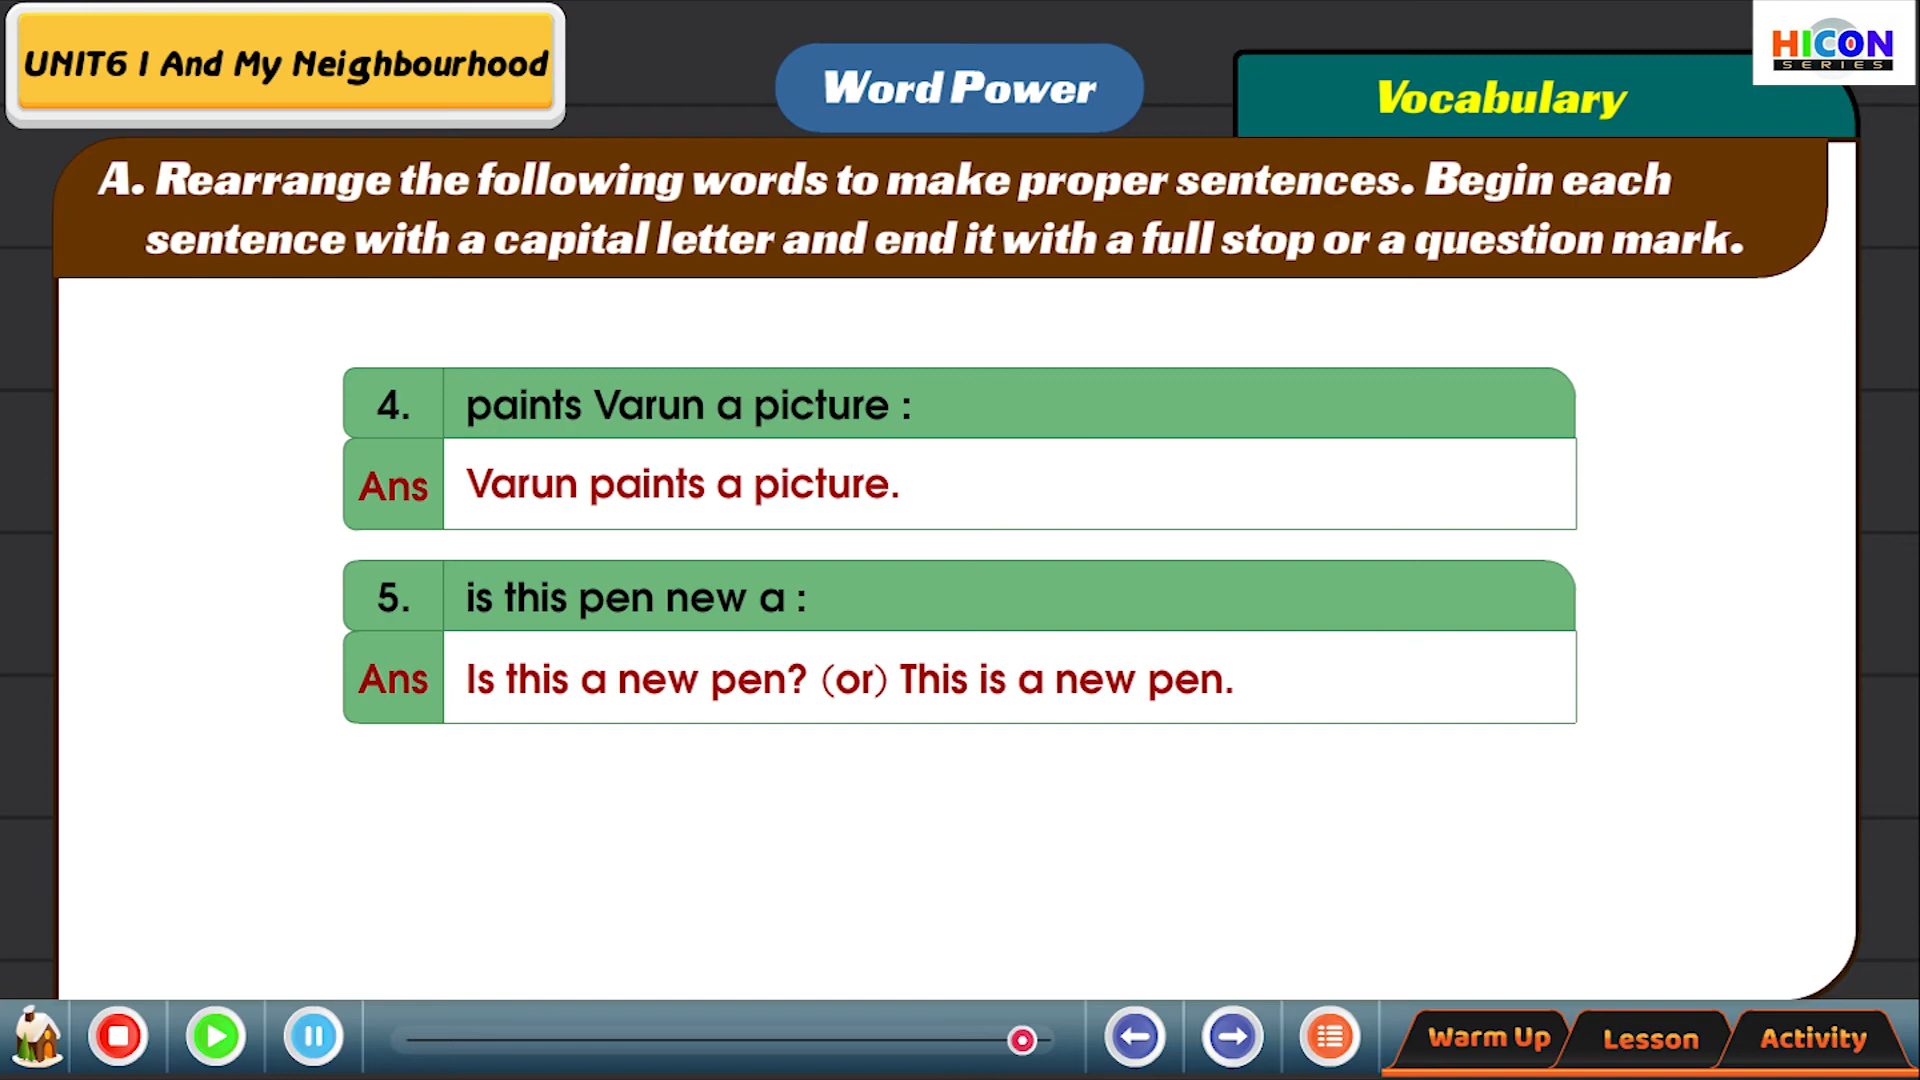 UNIT6 I And My Neighbourhood
Word Power
Vocabulary
HICON
SERIES
A. Rearrange the following words to make proper sentences. Begin each
sentence with a capital letter and end it with a full stop or a question mark.
4. paints Varun a picture :
Ans Varun paints a picture.
5. is this pen new a :
Ans Is this a new pen? (or) This is a new pen.
Warm Up
Lesson
Activity